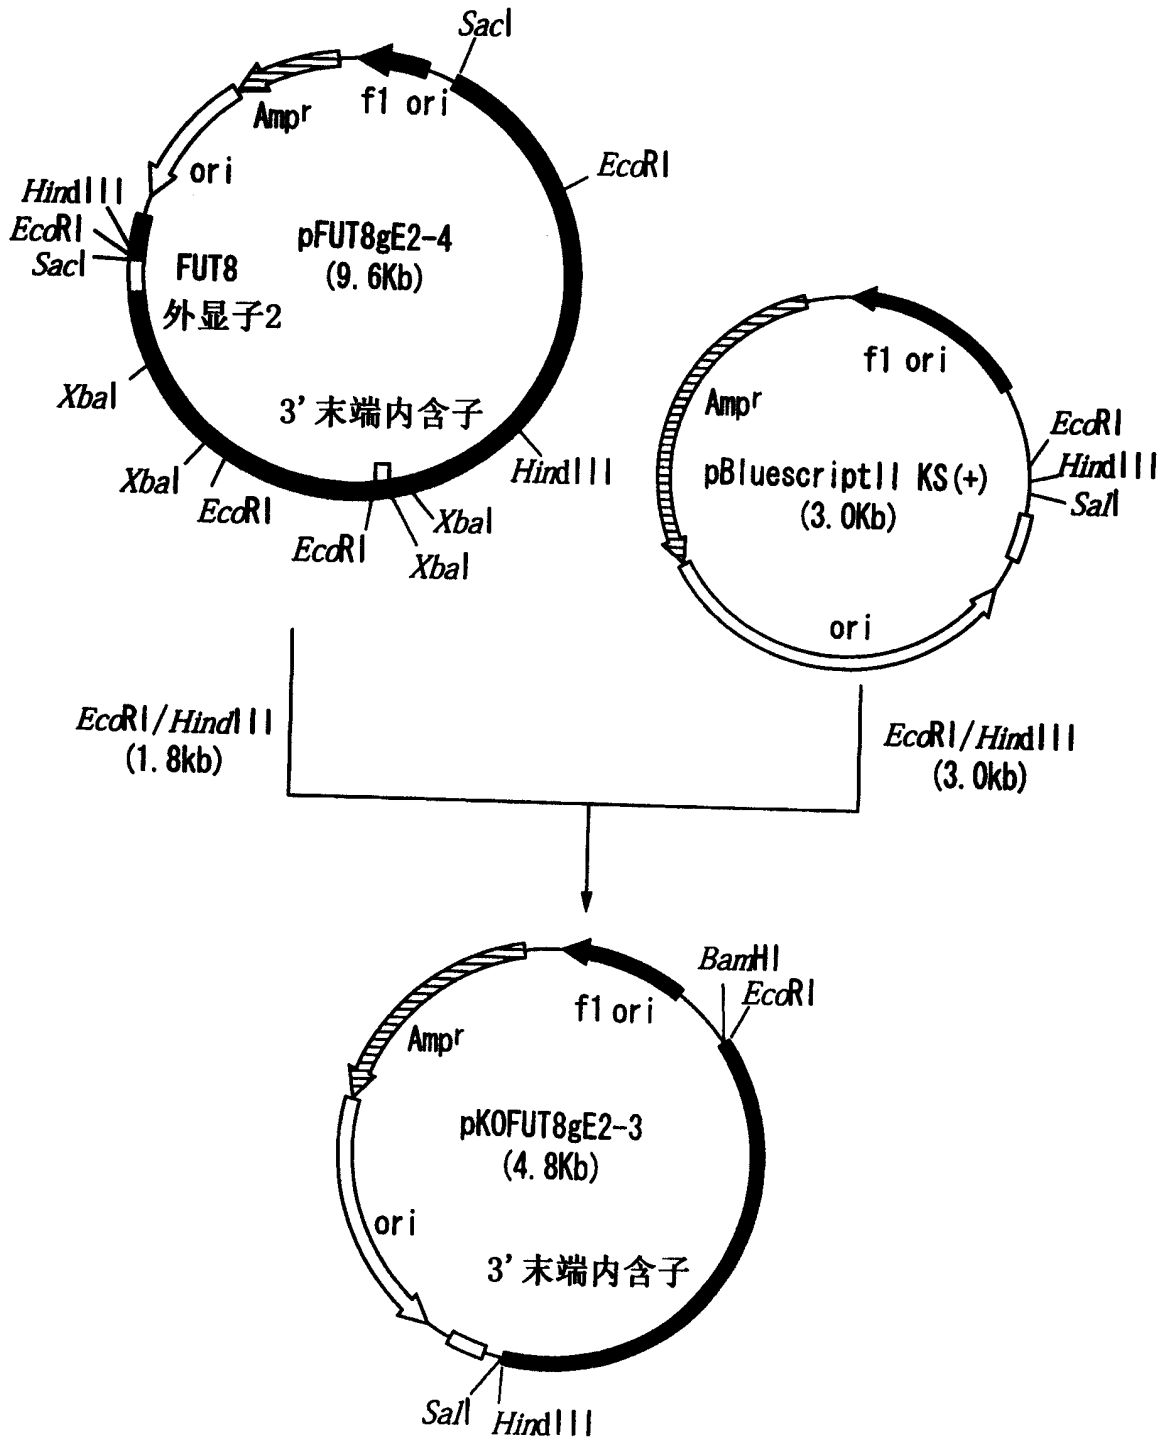 SacI
f1 ori
Ampr
ori
EcoRI
HindIII
EcoRI
SacI
pFUT8gE2-4
(9.6Kb)
FUT8
外显子2
XbaI
3'末端内含子
XbaI
EcoRI
HindIII
EcoRI
XbaI
XbaI
f1 ori
Ampr
EcoRI
HindIII
SalI
pBluescriptII KS(+)
(3.0Kb)
ori
EcoRI/HindIII
(1.8kb)
EcoRI/HindIII
(3.0kb)
BamHI
EcoRI
f1 ori
Ampr
pKOFUT8gE2-3
(4.8Kb)
ori
3'末端内含子
SalI
HindIII